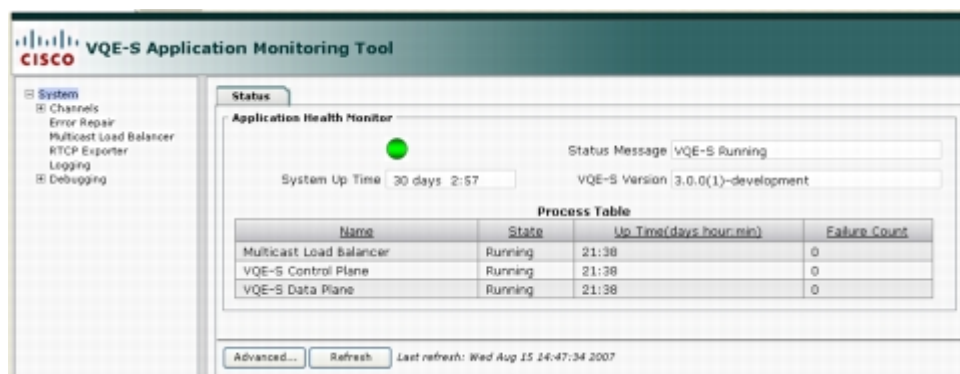 CISCO VQE-S Application Monitoring Tool
System
Channels
Error Repair
Multicast Load Balancer
RTCP Exporter
Logging
Debugging
Status
Application Health Monitor
Status Message VQE-S Running
System Up Time 30 days 2:57 VQE-S Version 3.0.0(1)-development
Process Table
Name State Up Time(days hour:min) Failure Count
Multicast Load Balancer Running 21:38 0
VQE-S Control Plane Running 21:38 0
VQE-S Data Plane Running 21:38 0
Advanced... Refresh Last refresh: Wed Aug 15 14:47:34 2007